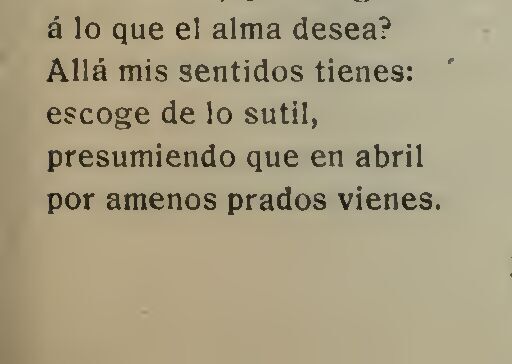 á lo que el alma desea?
Allá mis sentidos tienes:
escoge de lo sutil,
presumiendo que en abril
por amenos prados vienes.